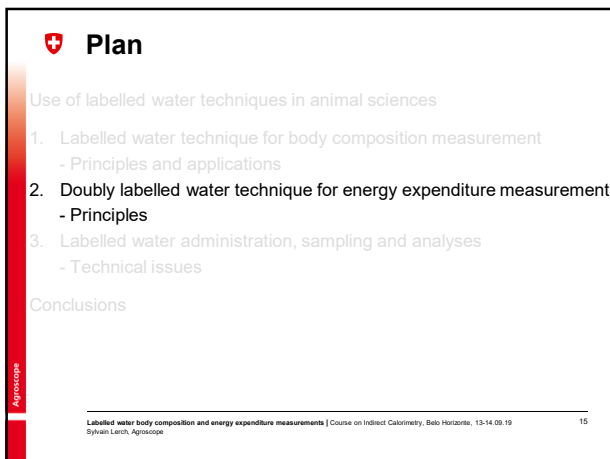 Plan
Use of labelled water techniques in animal sciences
1. Labelled water technique for body composition measurement
- Principles and applications
2. Doubly labelled water technique for energy expenditure measurement
- Principles
3. Labelled water administration, sampling and analyses
- Technical issues
Conclusions
Agroscope
Labelled water body composition and energy expenditure measurements | Course on Indirect Calorimetry, Belo Horizonte, 13-14.09.19
Sylvain Lerch, Agroscope
15